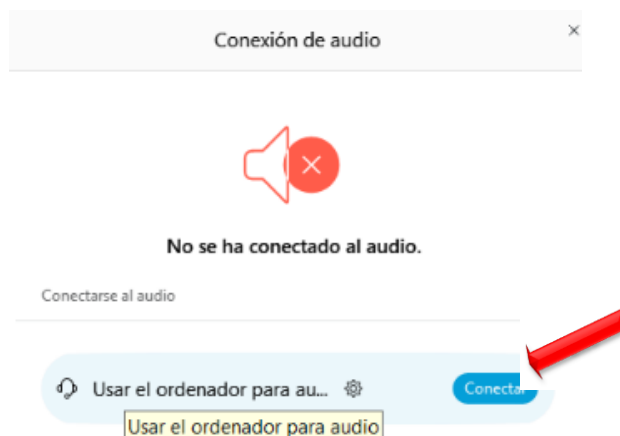 Conexión de audio
No se ha conectado al audio.
Conectarse al audio
Usar el ordenador para au... Conectar
Usar el ordenador para audio